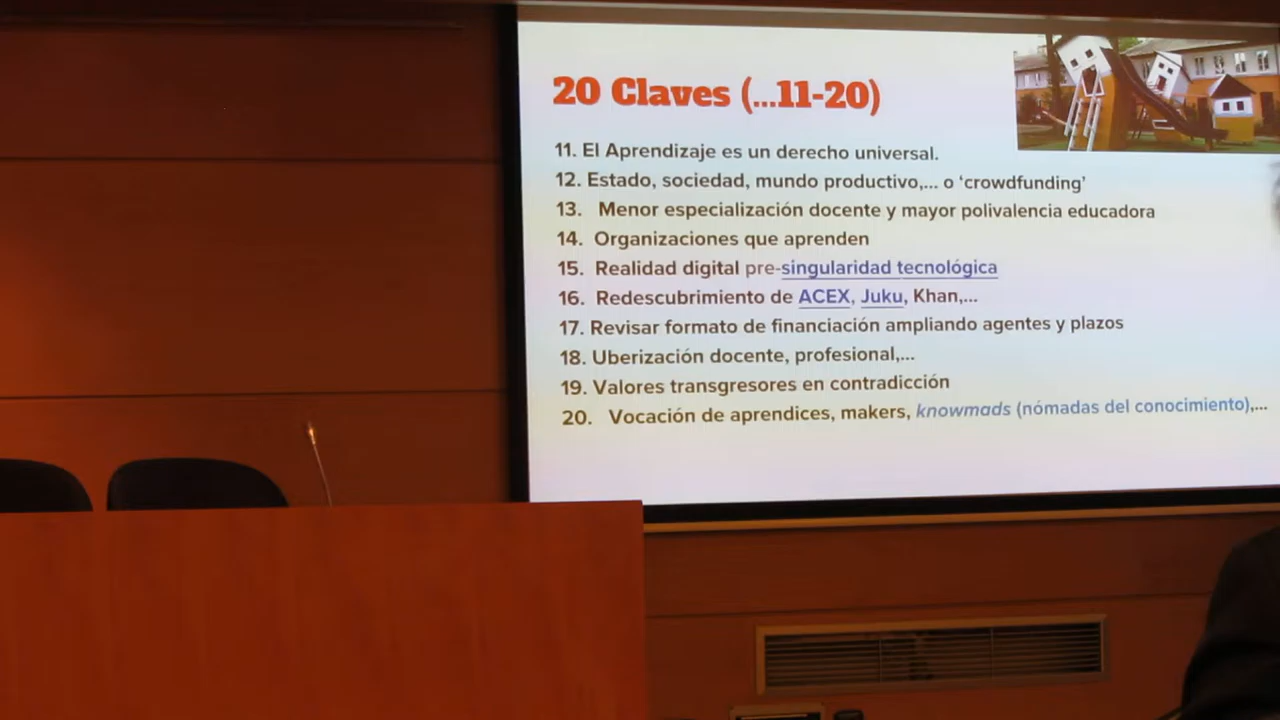 20 Claves (...11-20)
11. El Aprendizaje es un derecho universal.
12. Estado, sociedad, mundo productivo,... o ‘crowdfunding’
13. Menor especialización docente y mayor polivalencia educadora
14. Organizaciones que aprenden
15. Realidad digital pre-singularidad tecnológica
16. Redescubrimiento de ACEX, Juku, Khan,...
17. Revisar formato de financiación ampliando agentes y plazos
18. Uberización docente, profesional,...
19. Valores transgresores en contradicción
20. Vocación de aprendices, makers, knowmads (nómadas del conocimiento),...